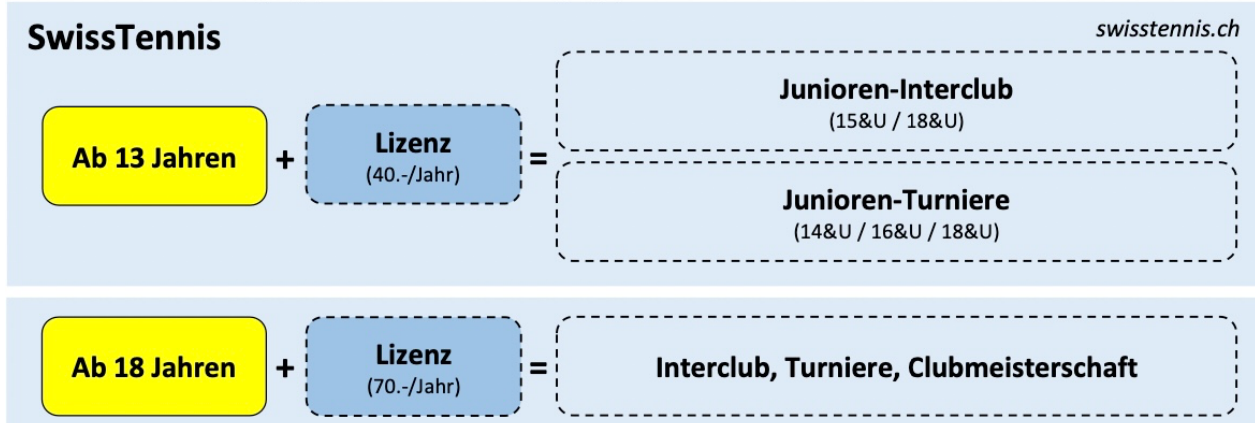 SwissTennis
swisstennis.ch
Ab 13 Jahren
+
Lizenz
(40.-/Jahr)
=
Junioren-Interclub
(15&U / 18&U)
Junioren-Turniere
(14&U / 16&U / 18&U)
Ab 18 Jahren
+
Lizenz
(70.-/Jahr)
=
Interclub, Turniere, Clubmeisterschaft